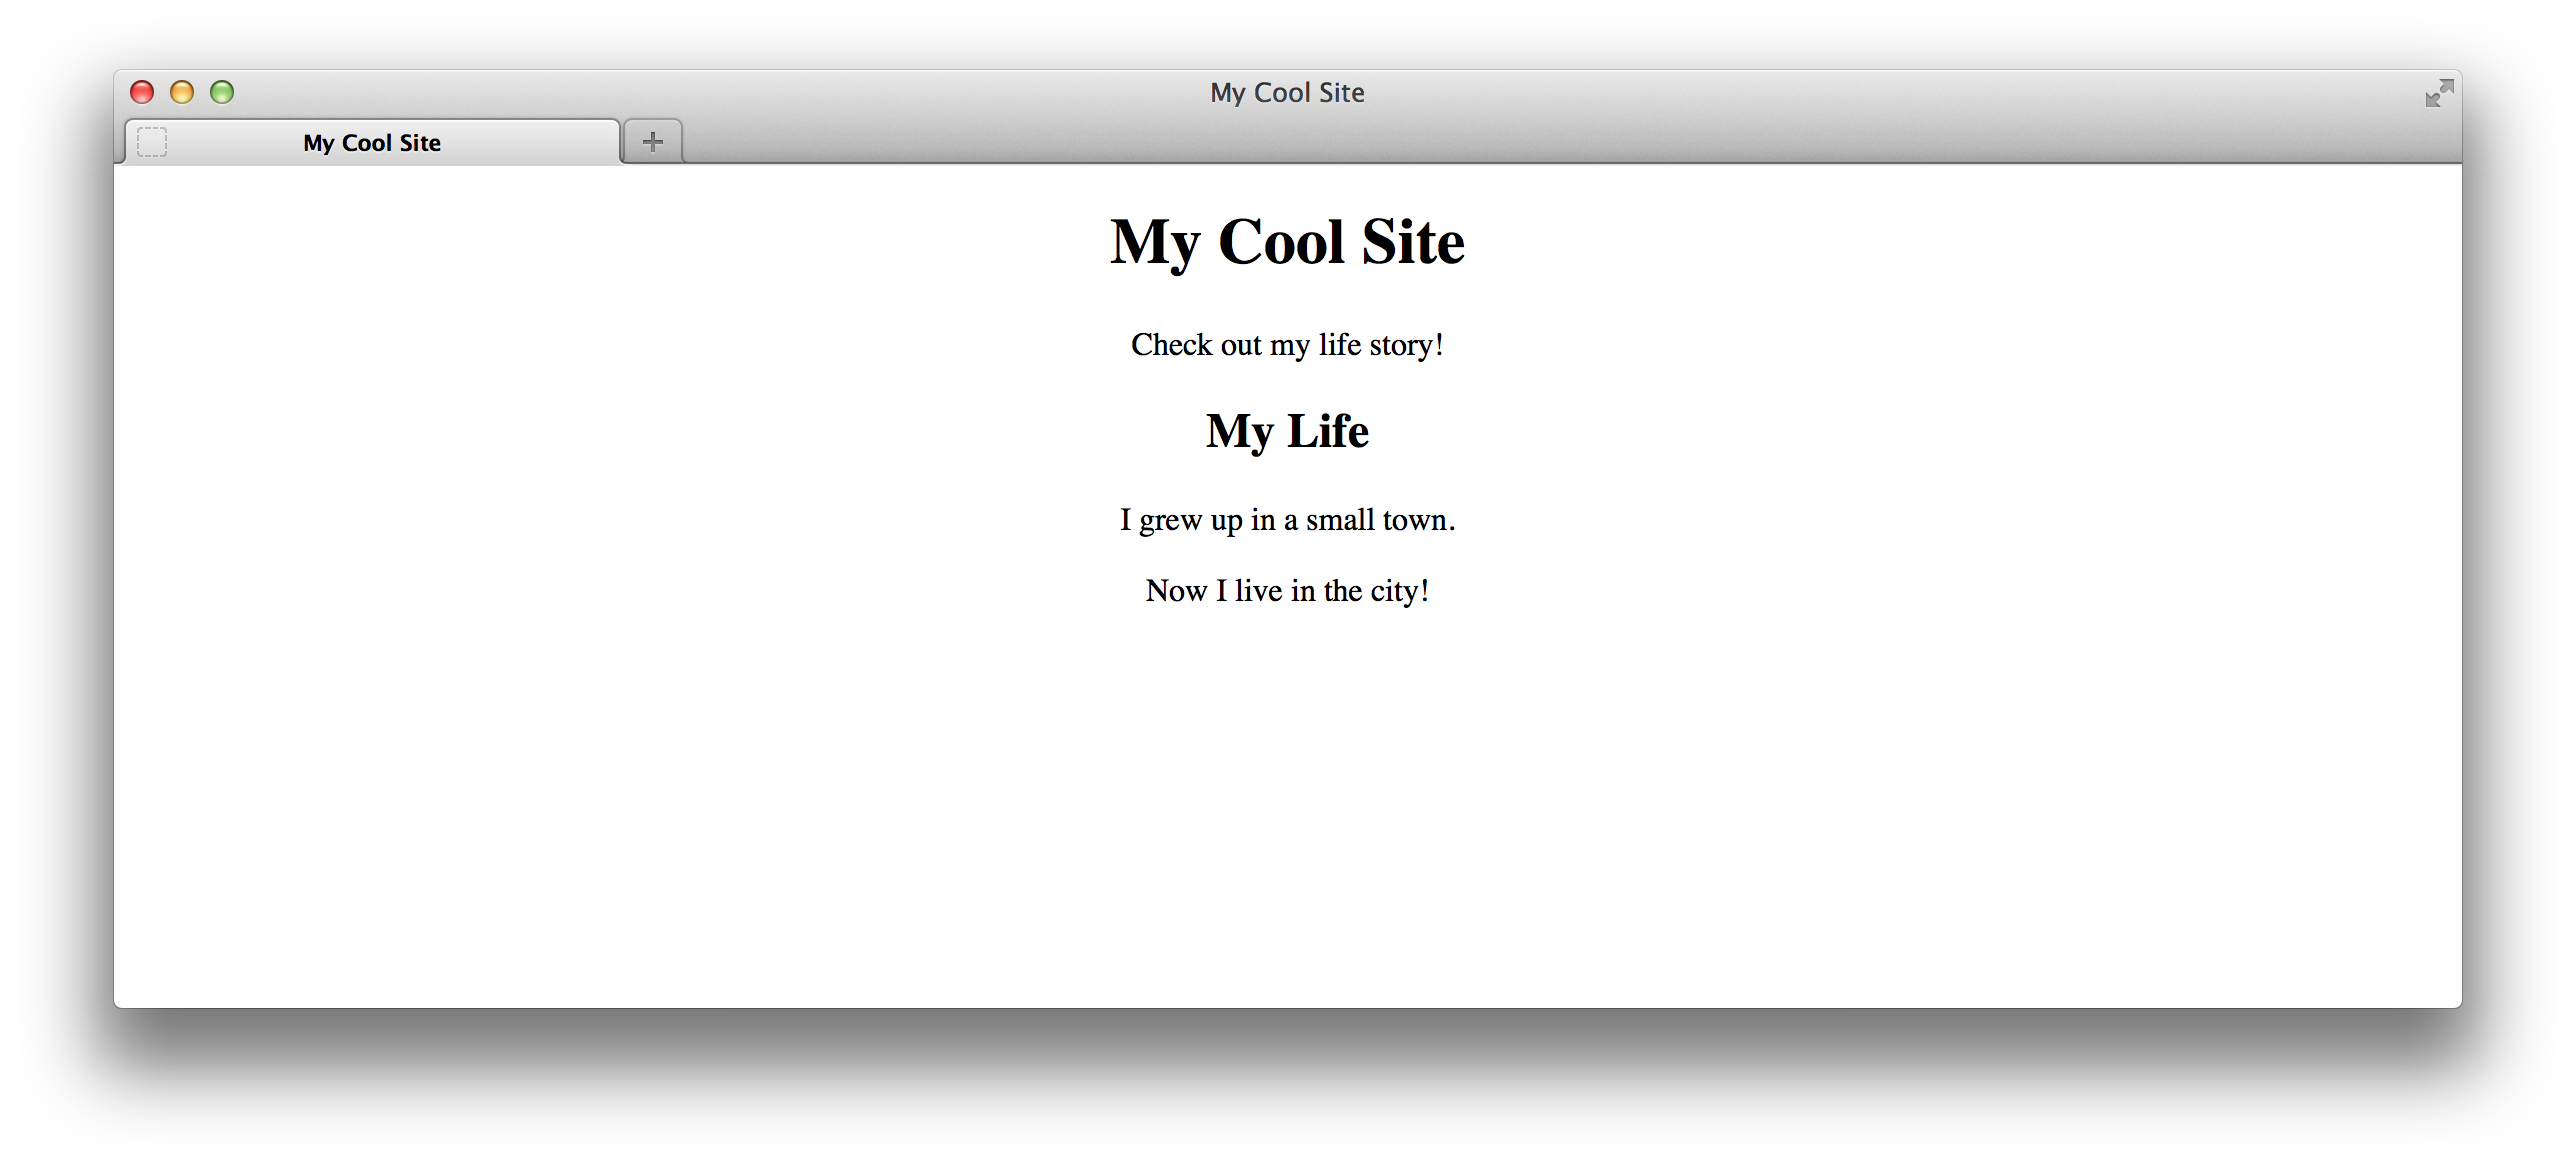 My Cool Site
My Cool Site
My Cool Site
Check out my life story!
My Life
I grew up in a small town.
Now I live in the city!